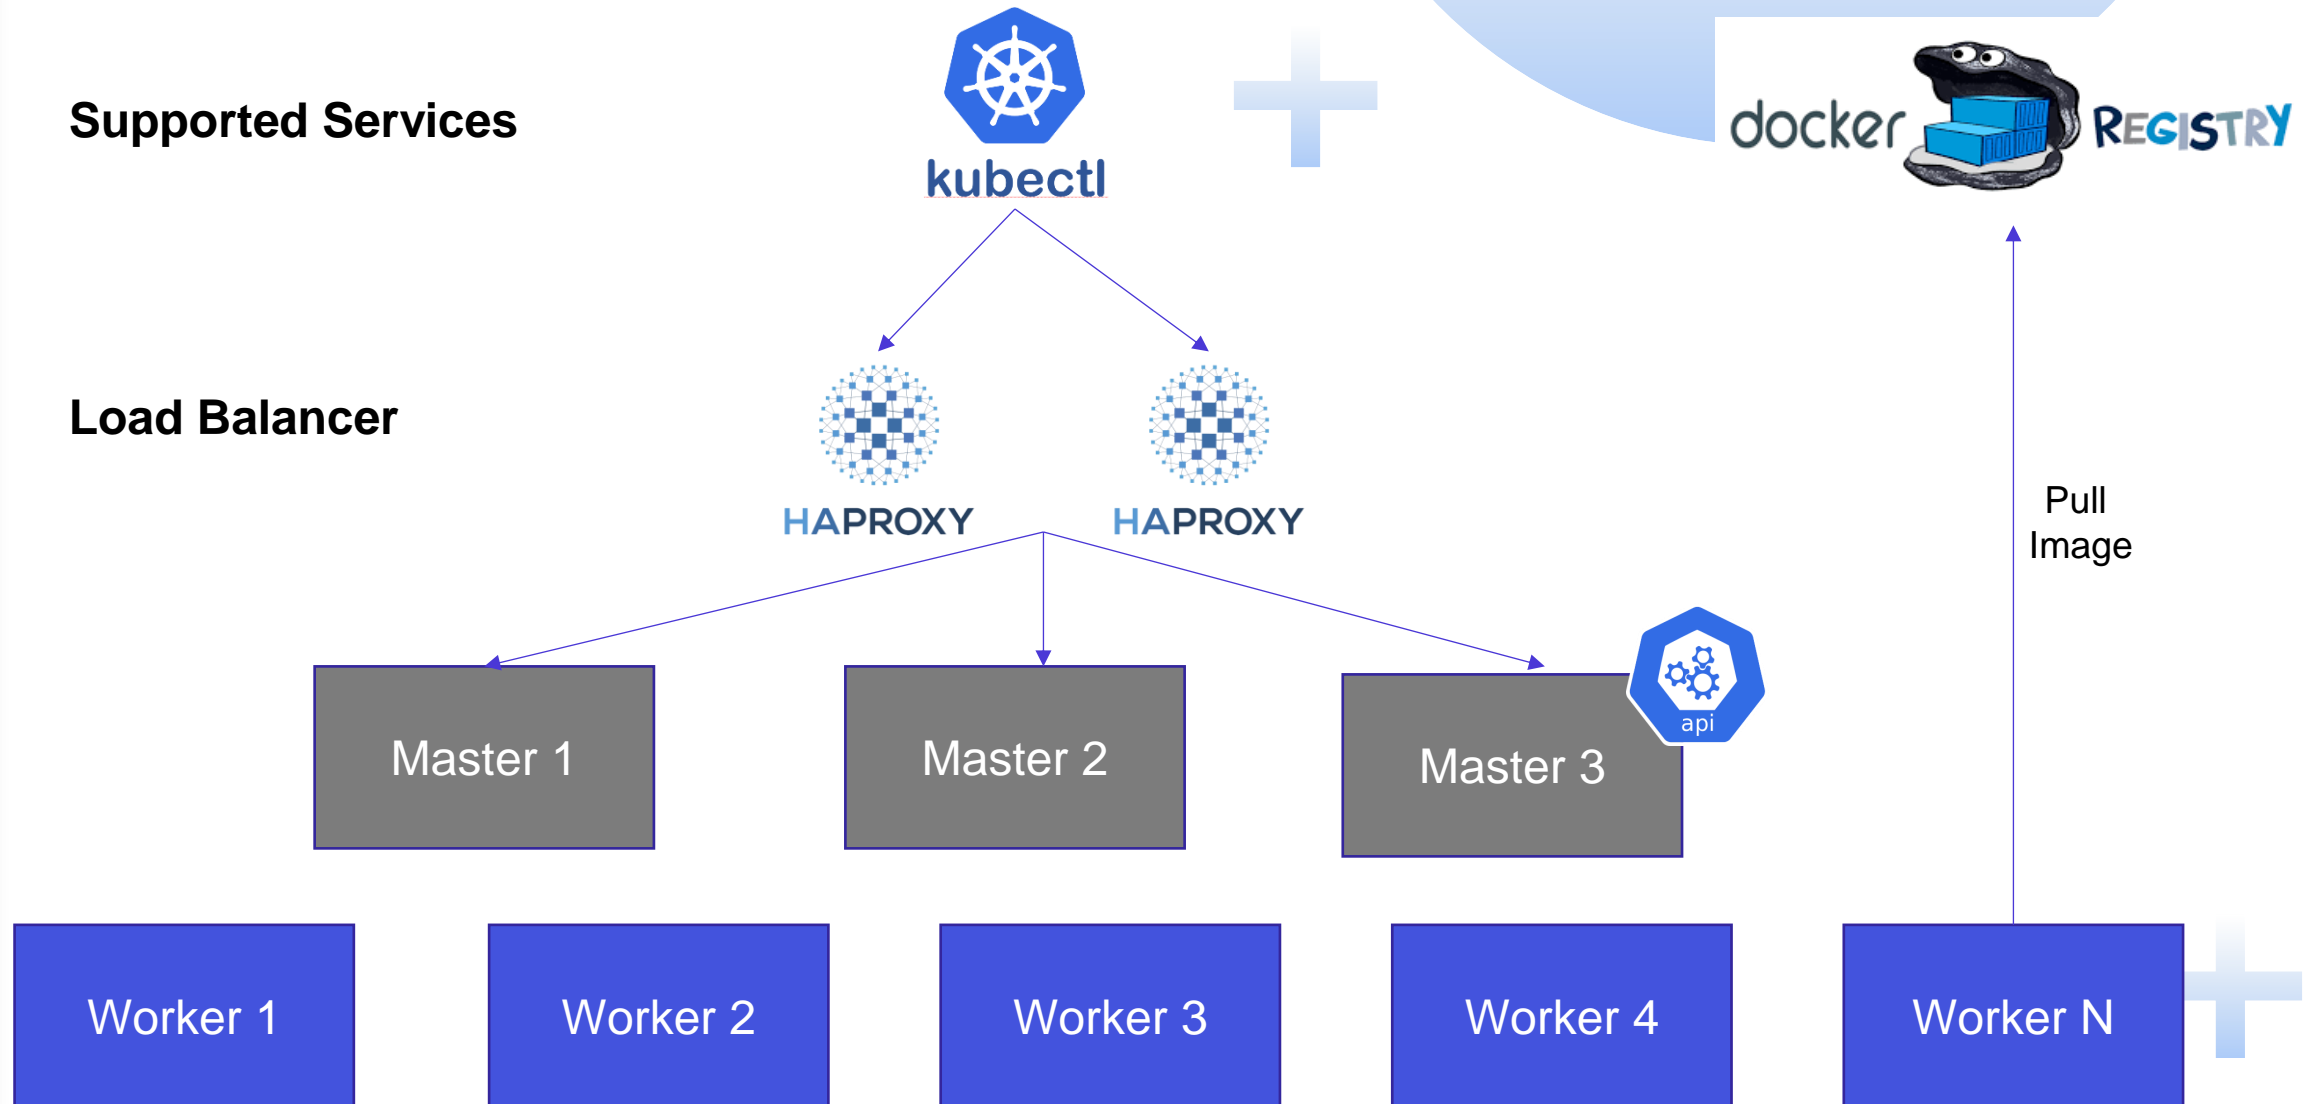 Supported Services
kubectl
docker REGISTRY
Load Balancer
HAPROXY
HAPROXY
Pull
Image
api
Master 1
Master 2
Master 3
Worker 1
Worker 2
Worker 3
Worker 4
Worker N